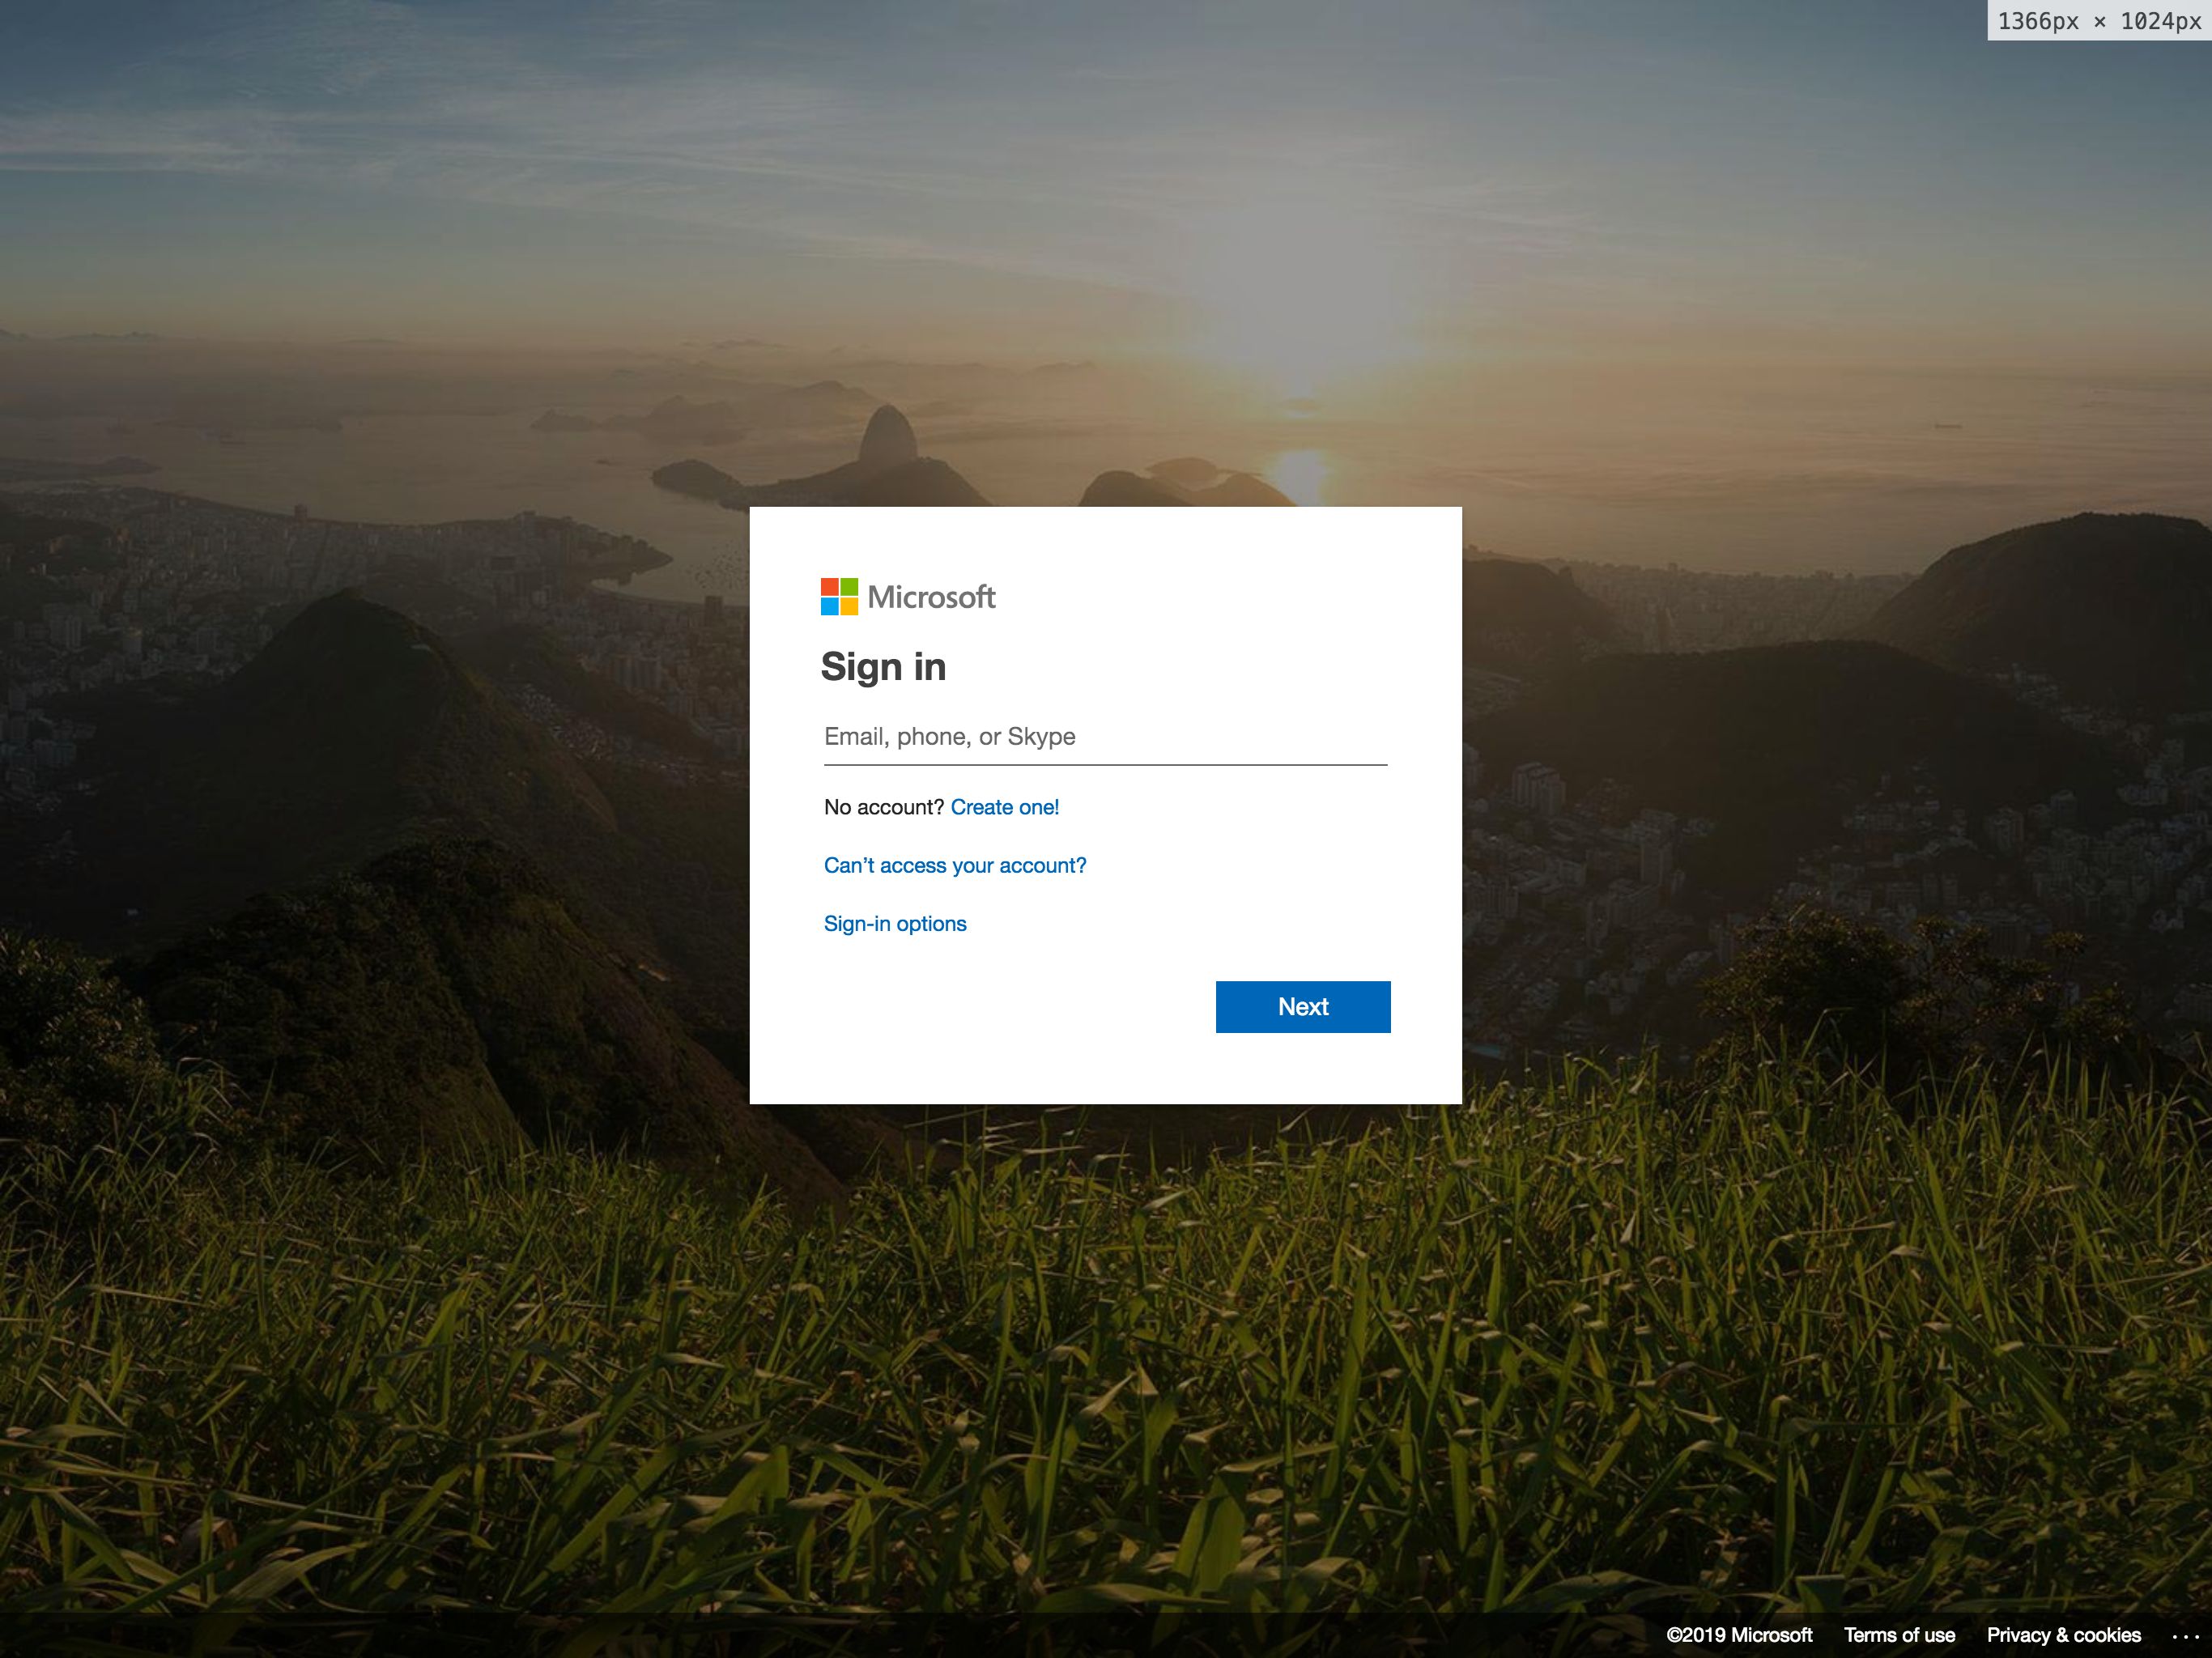 1366px × 1024px
Microsoft
Sign in
Email, phone, or Skype
No account? Create one!
Can’t access your account?
Sign-in options
Next
©2019 Microsoft Terms of use Privacy & cookies ...